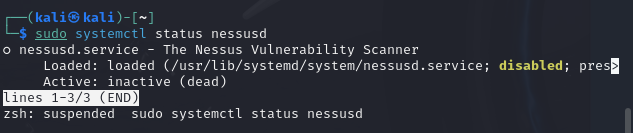 ┌──(kali㉿kali)-[~]
└─$ sudo systemctl status nessusd
○ nessusd.service - The Nessus Vulnerability Scanner
     Loaded: loaded (/usr/lib/systemd/system/nessusd.service; disabled; pres>
     Active: inactive (dead)
lines 1-3/3 (END)
zsh: suspended  sudo systemctl status nessusd